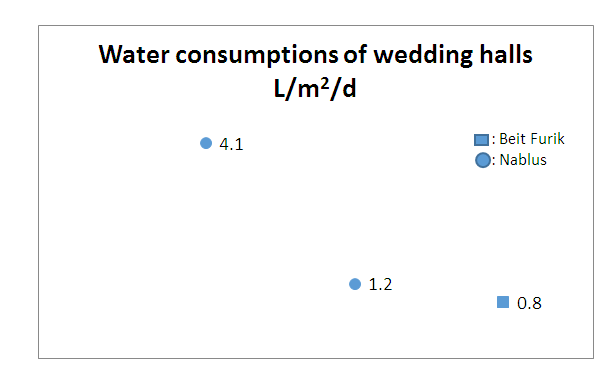 Water consumptions of wedding halls
L/m²/d
4.1
: Beit Furik
: Nablus
1.2
0.8